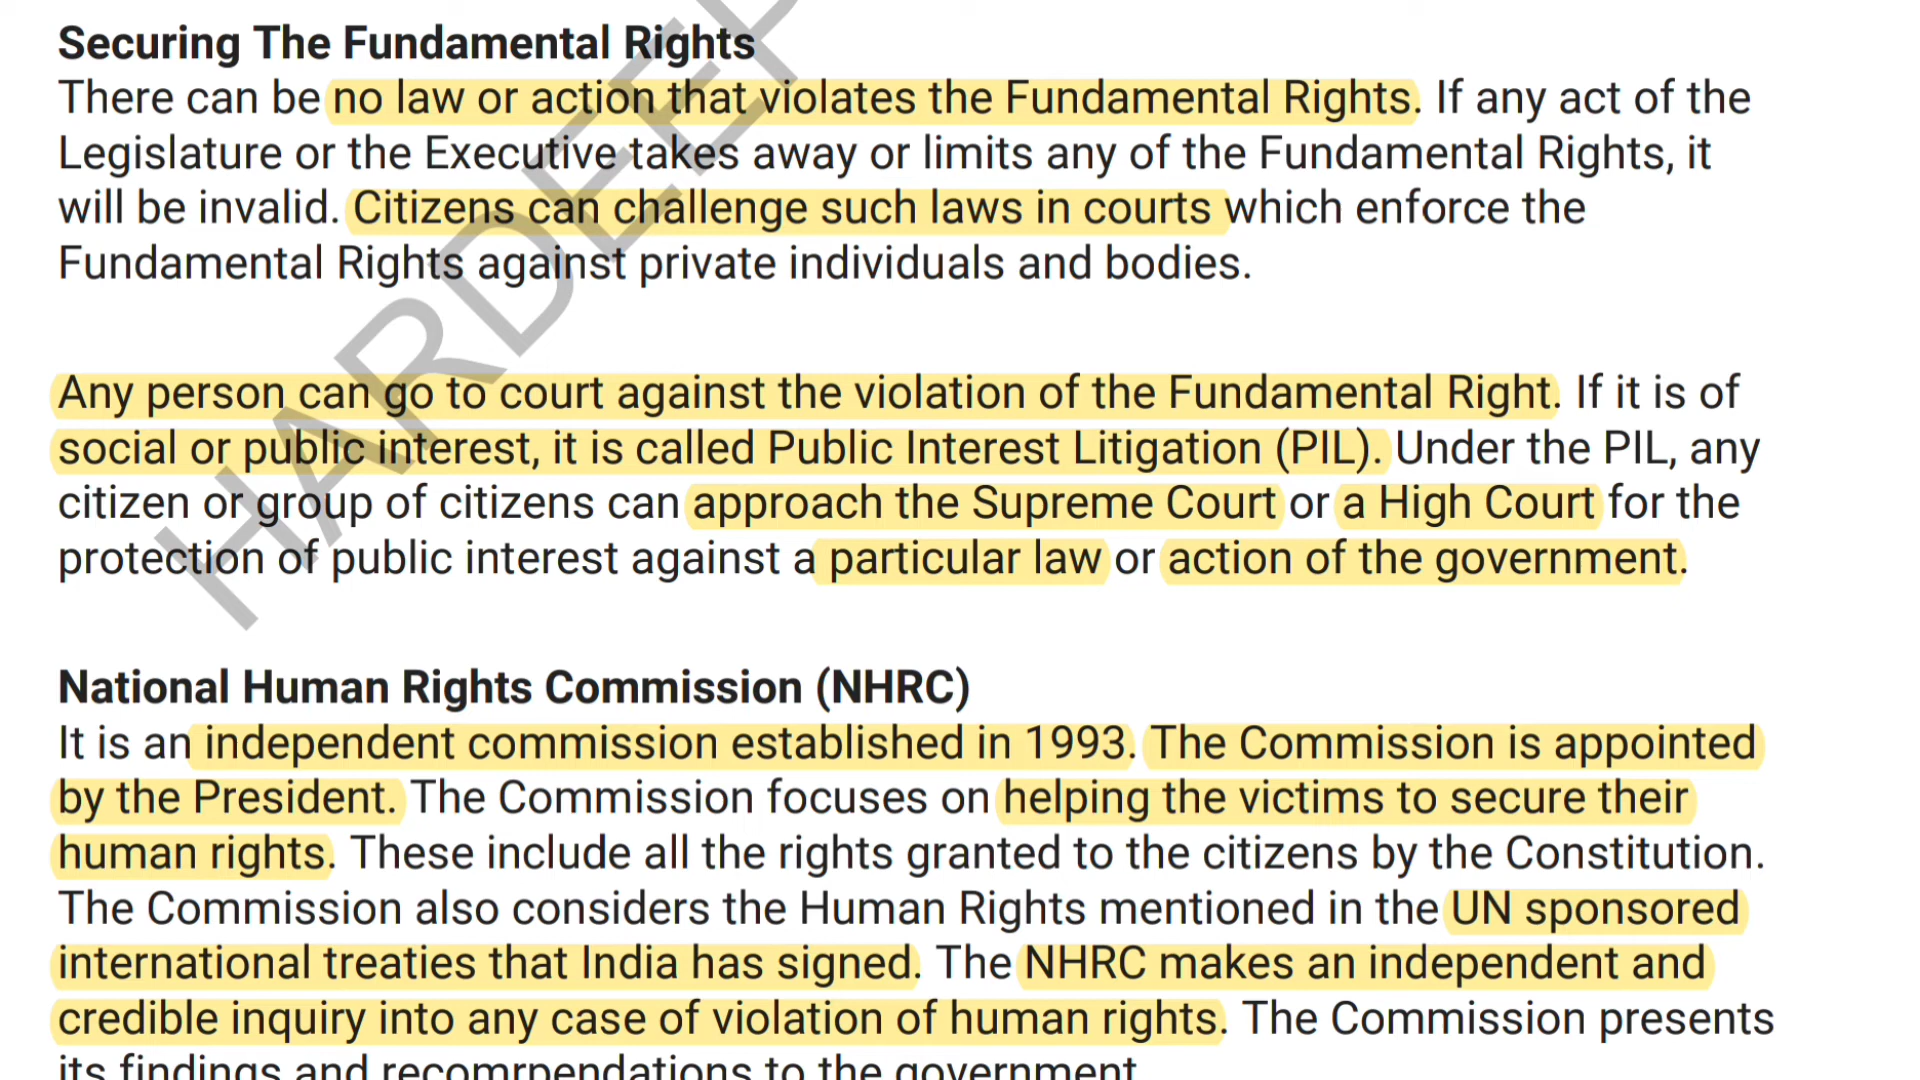 Securing The Fundamental Rights
There can be no law or action that violates the Fundamental Rights. If any act of the
Legislature or the Executive takes away or limits any of the Fundamental Rights, it
will be invalid. Citizens can challenge such laws in courts which enforce the
Fundamental Rights against private individuals and bodies.
Any person can go to court against the violation of the Fundamental Right. If it is of
social or public interest, it is called Public Interest Litigation (PIL). Under the PIL, any
citizen or group of citizens can approach the Supreme Court or a High Court for the
protection of public interest against a particular law or action of the government.
National Human Rights Commission (NHRC)
It is an independent commission established in 1993. The Commission is appointed
by the President. The Commission focuses on helping the victims to secure their
human rights. These include all the rights granted to the citizens by the Constitution.
The Commission also considers the Human Rights mentioned in the UN sponsored
international treaties that India has signed. The NHRC makes an independent and
credible inquiry into any case of violation of human rights. The Commission presents
its findings and recommendations to the government
HARDEEP